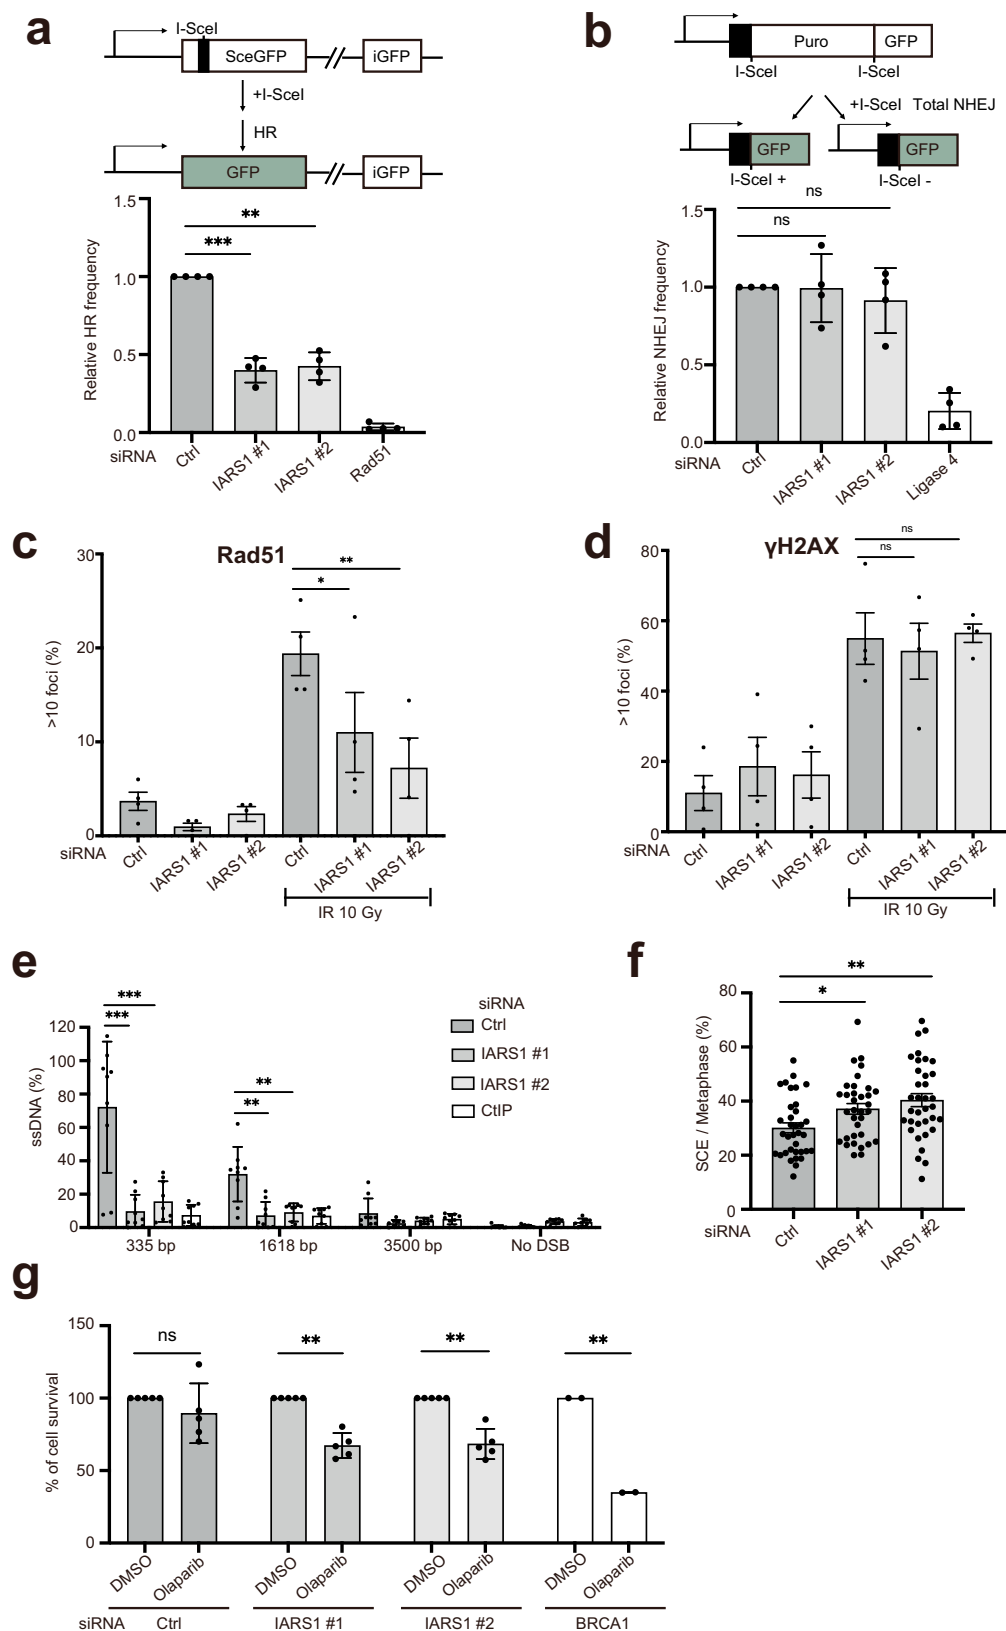 a
I-SceI
SceGFP
iGFP
+I-SceI
HR
GFP
iGFP
1.5
1.0
0.5
0.0
Relative HR frequency
**
***
siRNA
Ctrl
IARS1 #1
IARS1 #2
Rad51
b
Puro
GFP
I-SceI
I-SceI
+I-SceI Total NHEJ
GFP
GFP
I-SceI +
I-SceI -
1.5
1.0
0.5
0.0
Relative NHEJ frequency
ns
ns
siRNA
Ctrl
IARS1 #1
IARS1 #2
Ligase 4
c
Rad51
30
20
10
0
>10 foci (%)
**
*
siRNA
Ctrl
IARS1 #1
IARS1 #2
Ctrl
IARS1 #1
IARS1 #2
IR 10 Gy
d
γH2AX
80
60
40
20
0
>10 foci (%)
ns
ns
siRNA
Ctrl
IARS1 #1
IARS1 #2
Ctrl
IARS1 #1
IARS1 #2
IR 10 Gy
e
120
100
80
60
40
20
0
ssDNA (%)
***
***
**
**
siRNA
Ctrl
IARS1 #1
IARS1 #2
CtIP
335 bp
1618 bp
3500 bp
No DSB
f
80
60
40
20
0
SCE / Metaphase (%)
**
*
siRNA
Ctrl
IARS1 #1
IARS1 #2
g
150
100
50
0
% of cell survival
ns
**
**
**
DMSO
Olaparib
DMSO
Olaparib
DMSO
Olaparib
DMSO
Olaparib
siRNA
Ctrl
IARS1 #1
IARS1 #2
BRCA1